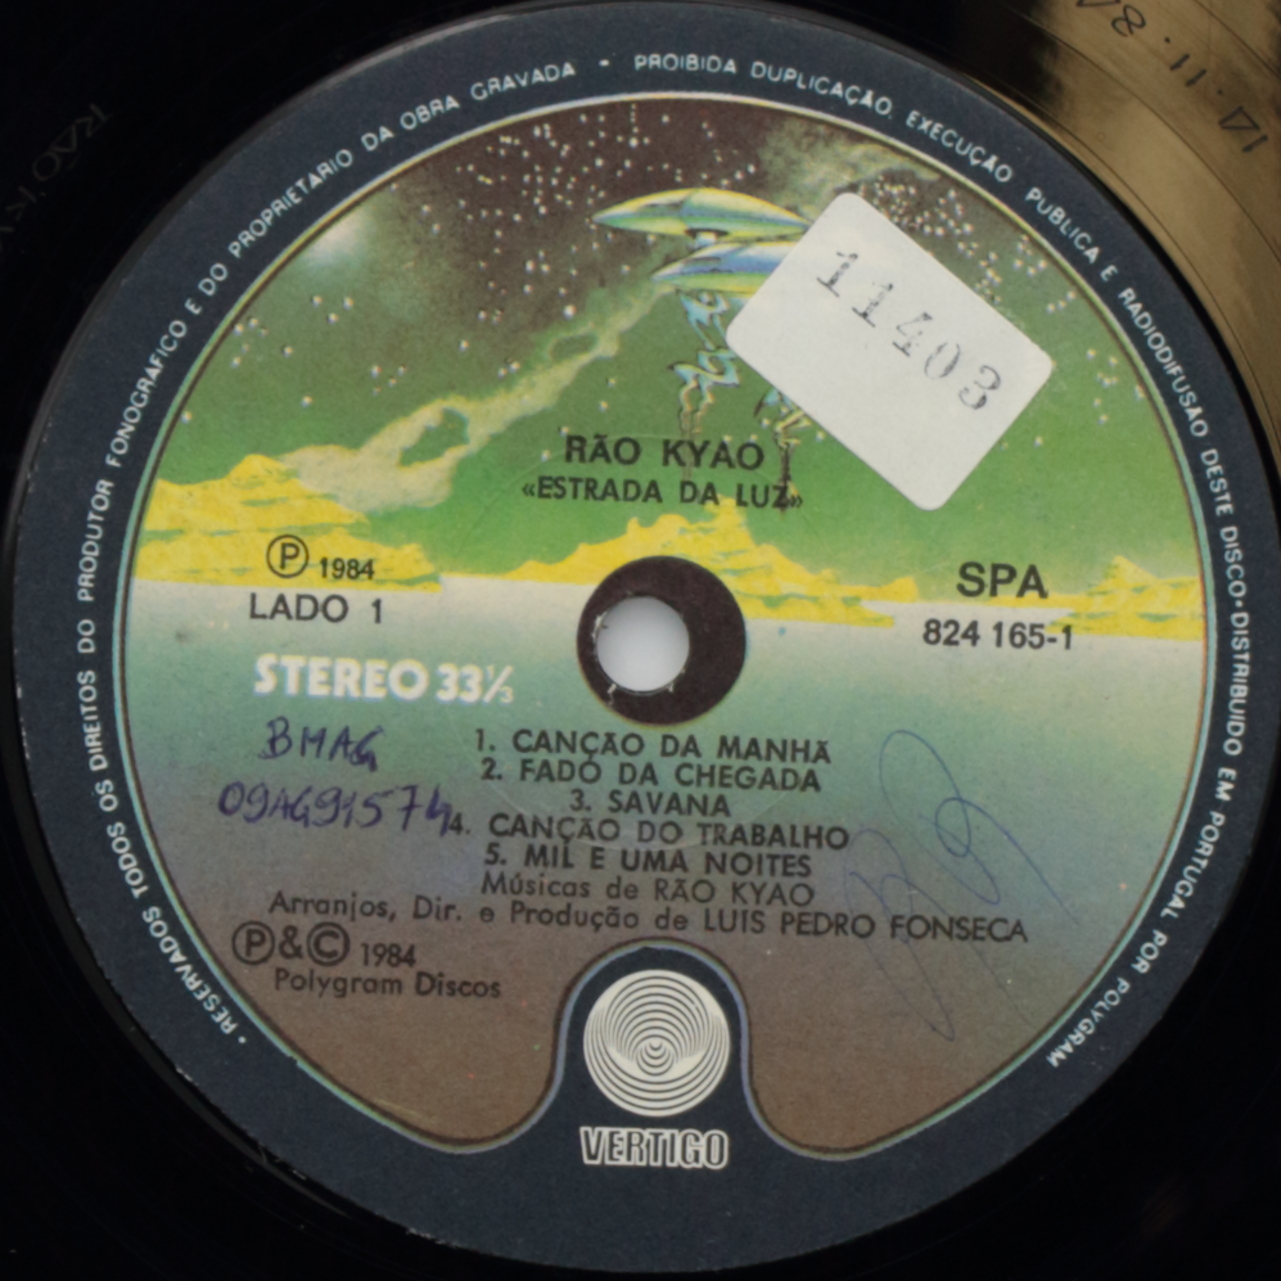 • RESERVADOS TODOS OS DIREITOS DO PRODUTOR FONOGRAFICO E DO PROPRIETARIO DA OBRA GRAVADA - PROIBIDA DUPLICAÇÃO, EXECUÇÃO PUBLICA E RADIODIFUSAO DESTE DISCO•DISTRIBUIDO EM PORTUGAL POR POLYGRAM
11403
RÃO KYAO
«ESTRADA DA LUZ»
Ⓟ 1984
LADO 1
SPA
824 165-1
STEREO 33⅓
BMAG
09AG91574
1. CANÇÃO DA MANHÃ
2. FADO DA CHEGADA
3. SAVANA
4. CANÇÃO DO TRABALHO
5. MIL E UMA NOITES
Músicas de RÃO KYAO
Arranjos, Dir. e Produção de LUIS PEDRO FONSECA
Ⓟ&© 1984
Polygram Discos
VERTIGO